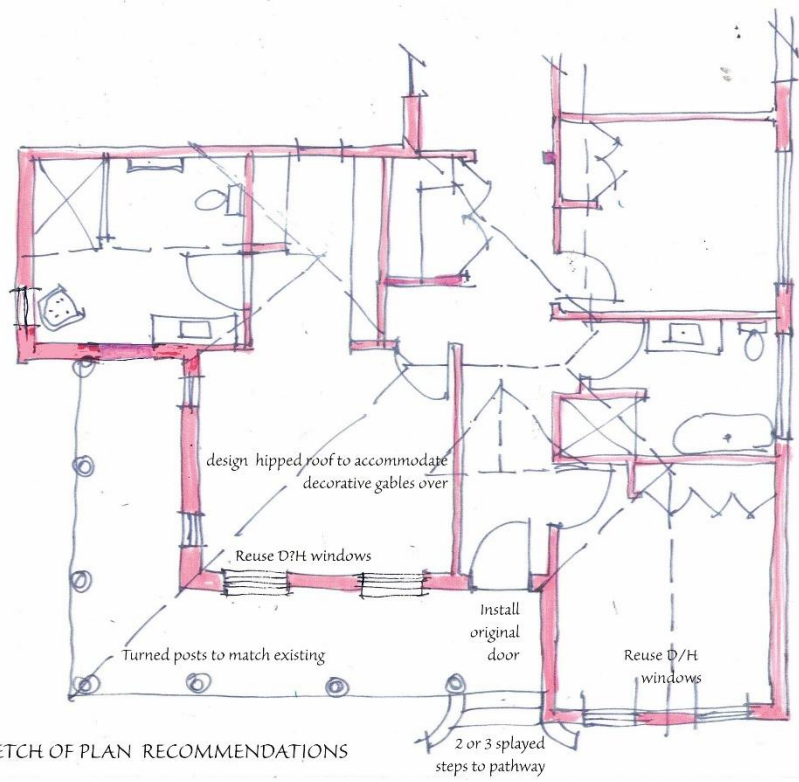 design hipped roof to accommodate
decorative gables over
Reuse D?H windows
Install
original
door
Turned posts to match existing
Reuse D/H
windows
2 or 3 splayed
steps to pathway
ETCH OF PLAN RECOMMENDATIONS